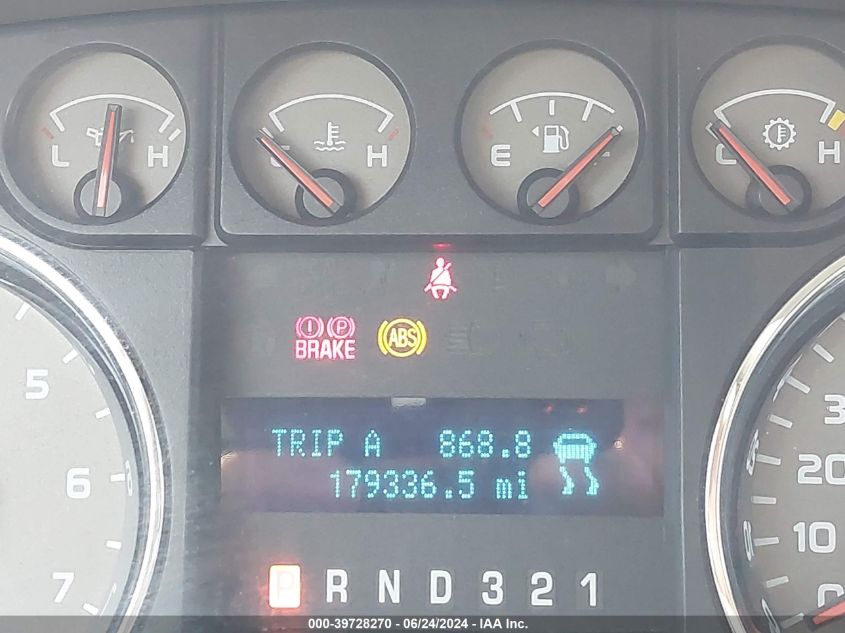 L H
H
E
C H
BRAKE
ABS
TRIP A 868.8
179336.5 mi
P R N D 3 2 1
5
6
7
20
10
0
000-39728270 - 06/24/2024 - IAA Inc.